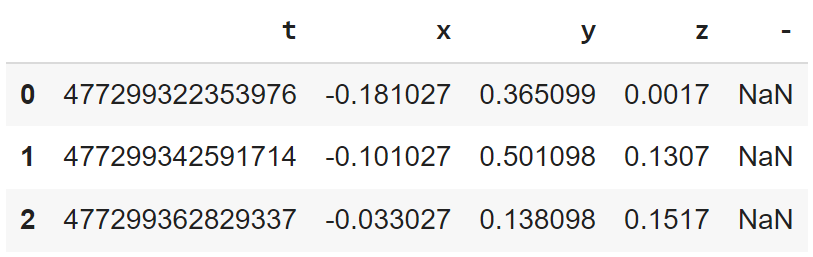 t x y z -
0 477299322353976 -0.181027 0.365099 0.0017 NaN
1 477299342591714 -0.101027 0.501098 0.1307 NaN
2 477299362829337 -0.033027 0.138098 0.1517 NaN